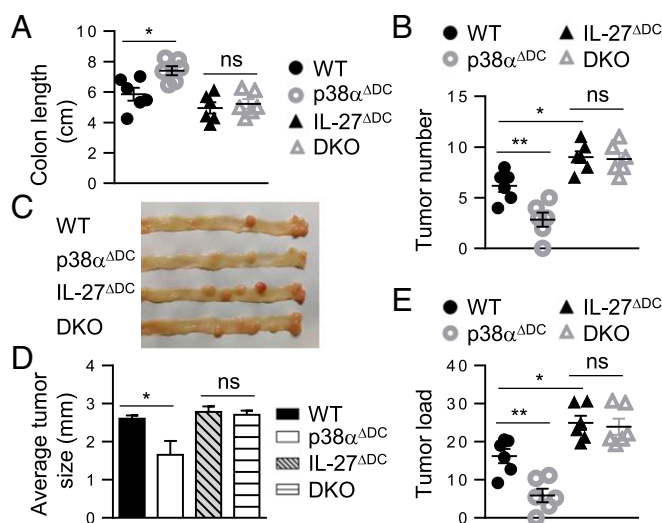 A
Colon length
(cm)
10
8
6
4
2
0
*
ns
WT
p38α^ΔDC
IL-27^ΔDC
DKO
B
WT
IL-27^ΔDC
p38α^ΔDC
DKO
Tumor number
15
10
5
0
**
*
ns
C
WT
p38α^ΔDC
IL-27^ΔDC
DKO
D
Average tumor
size (mm)
4
3
2
1
0
*
ns
WT
p38α^ΔDC
IL-27^ΔDC
DKO
E
WT
IL-27^ΔDC
p38α^ΔDC
DKO
Tumor load
40
30
20
10
0
**
*
ns